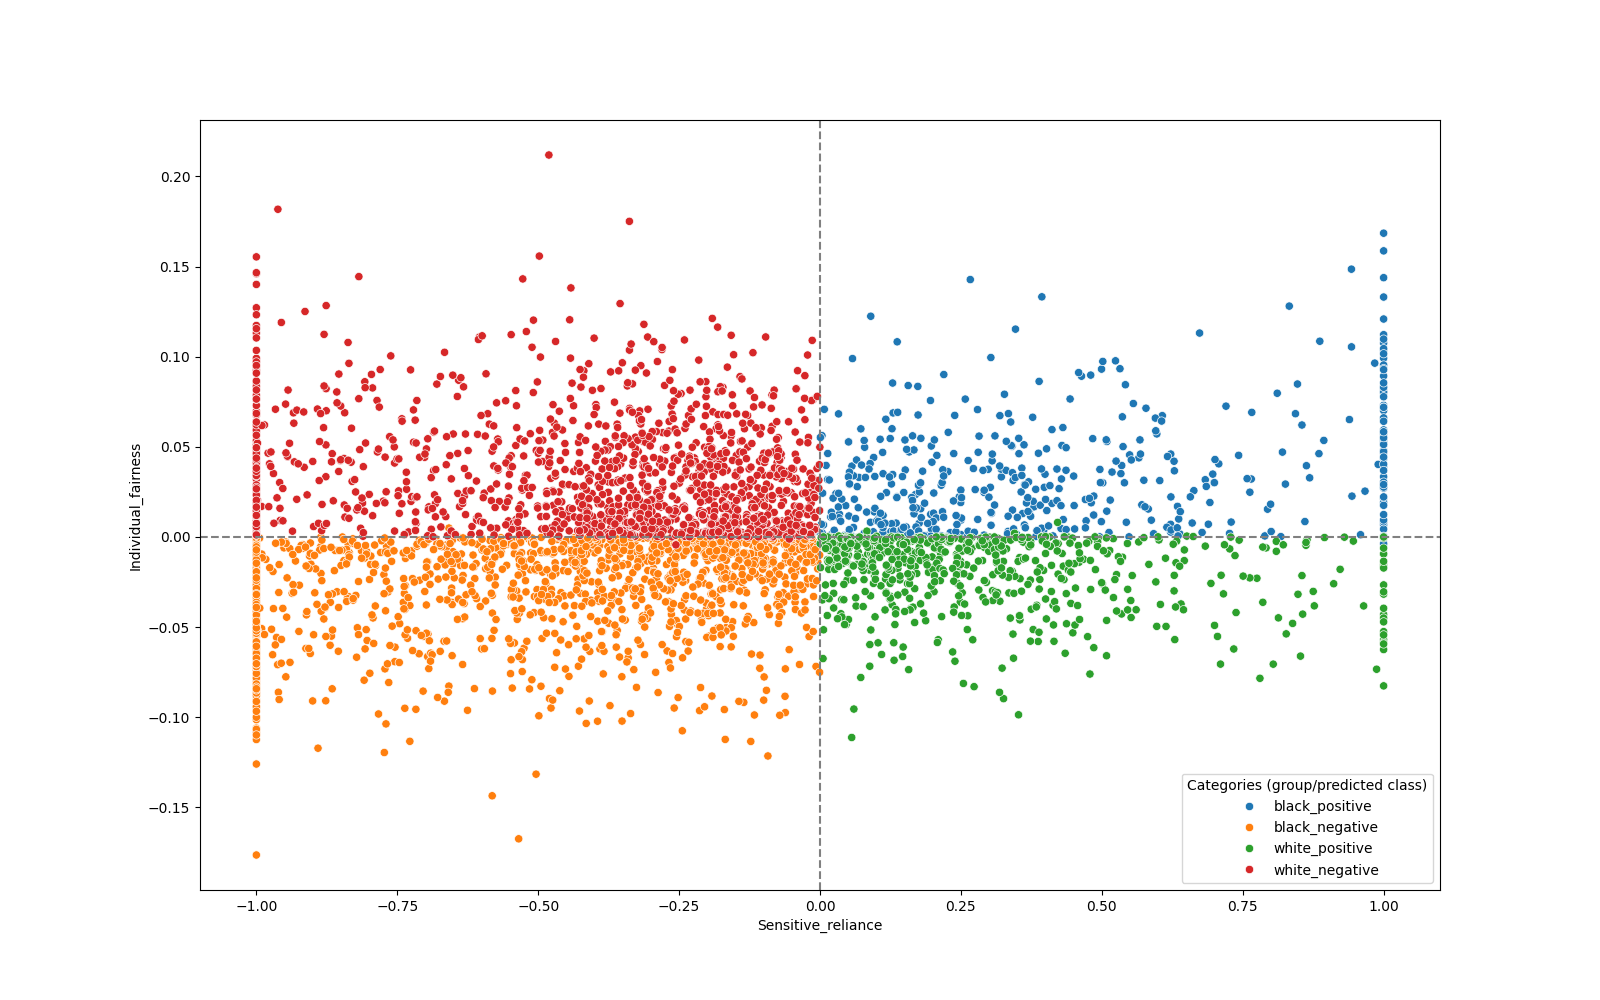 0.20
0.15
0.10
0.05
0.00
−0.05
−0.10
−0.15
Individual_fairness
−1.00 −0.75 −0.50 −0.25 0.00 0.25 0.50 0.75 1.00
Sensitive_reliance
Categories (group/predicted class)
black_positive
black_negative
white_positive
white_negative